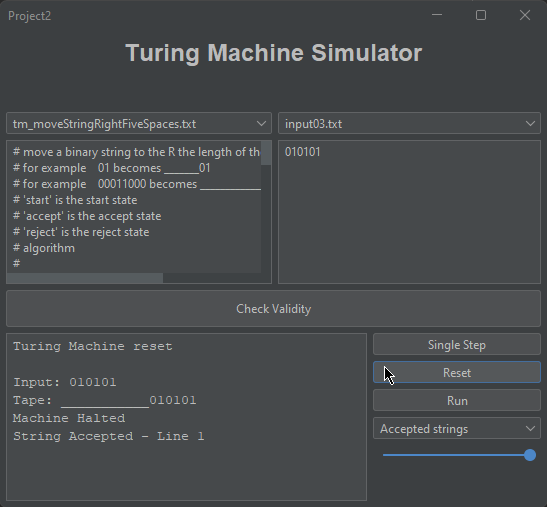 Project2
Turing Machine Simulator
tm_moveStringRightFiveSpaces.txt
input03.txt
# move a binary string to the R the length of th
# for example 01 becomes ______01
# for example 00011000 becomes ___________
# 'start' is the start state
# 'accept' is the accept state
# 'reject' is the reject state
# algorithm
#
010101
Check Validity
Turing Machine reset
Input: 010101
Tape: ____________010101
Machine Halted
String Accepted - Line 1
Single Step
Reset
Run
Accepted strings